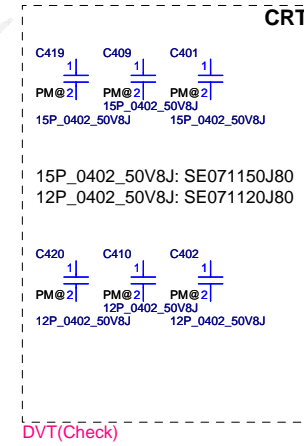 CRT
C419 C409 C401
1 1 1
PM@ 2 PM@ 2 PM@ 2
15P_0402_50V8J
15P_0402_50V8J 15P_0402_50V8J
15P_0402_50V8J: SE071150J80
12P_0402_50V8J: SE071120J80
C420 C410 C402
1 1 1
PM@ 2 PM@ 2 PM@ 2
12P_0402_50V8J
12P_0402_50V8J 12P_0402_50V8J
DVT(Check)